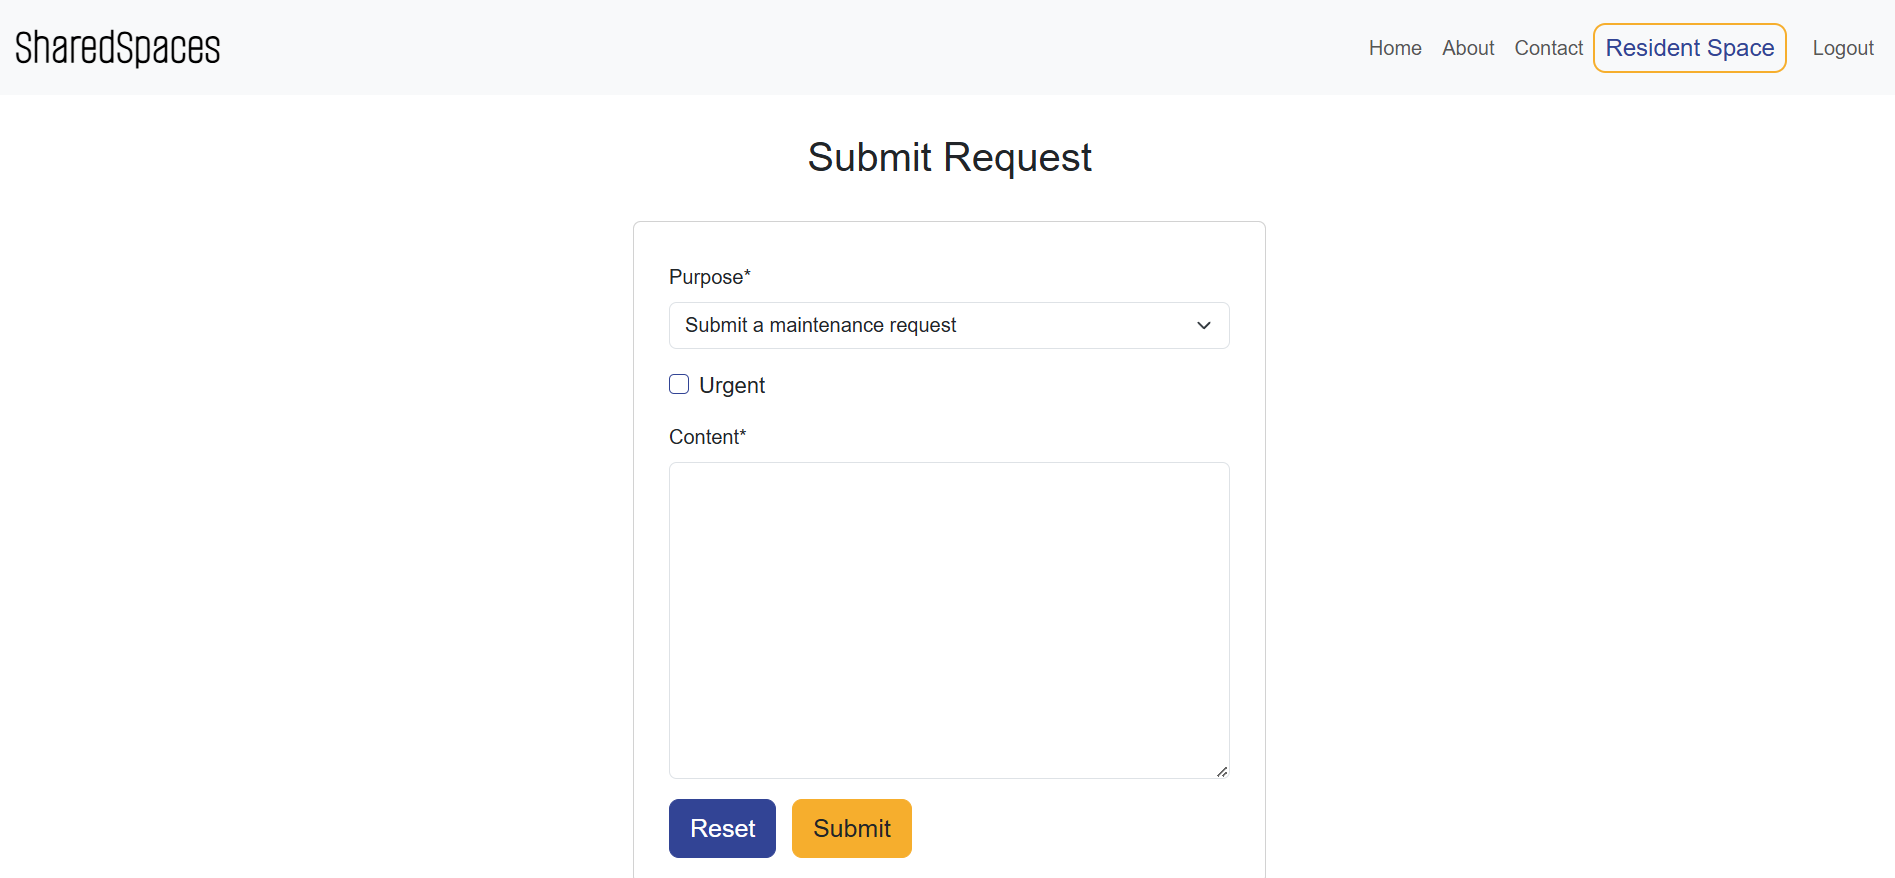 SharedSpaces
Home About Contact Resident Space Logout
Submit Request
Purpose*
Submit a maintenance request
Urgent
Content*
Reset Submit